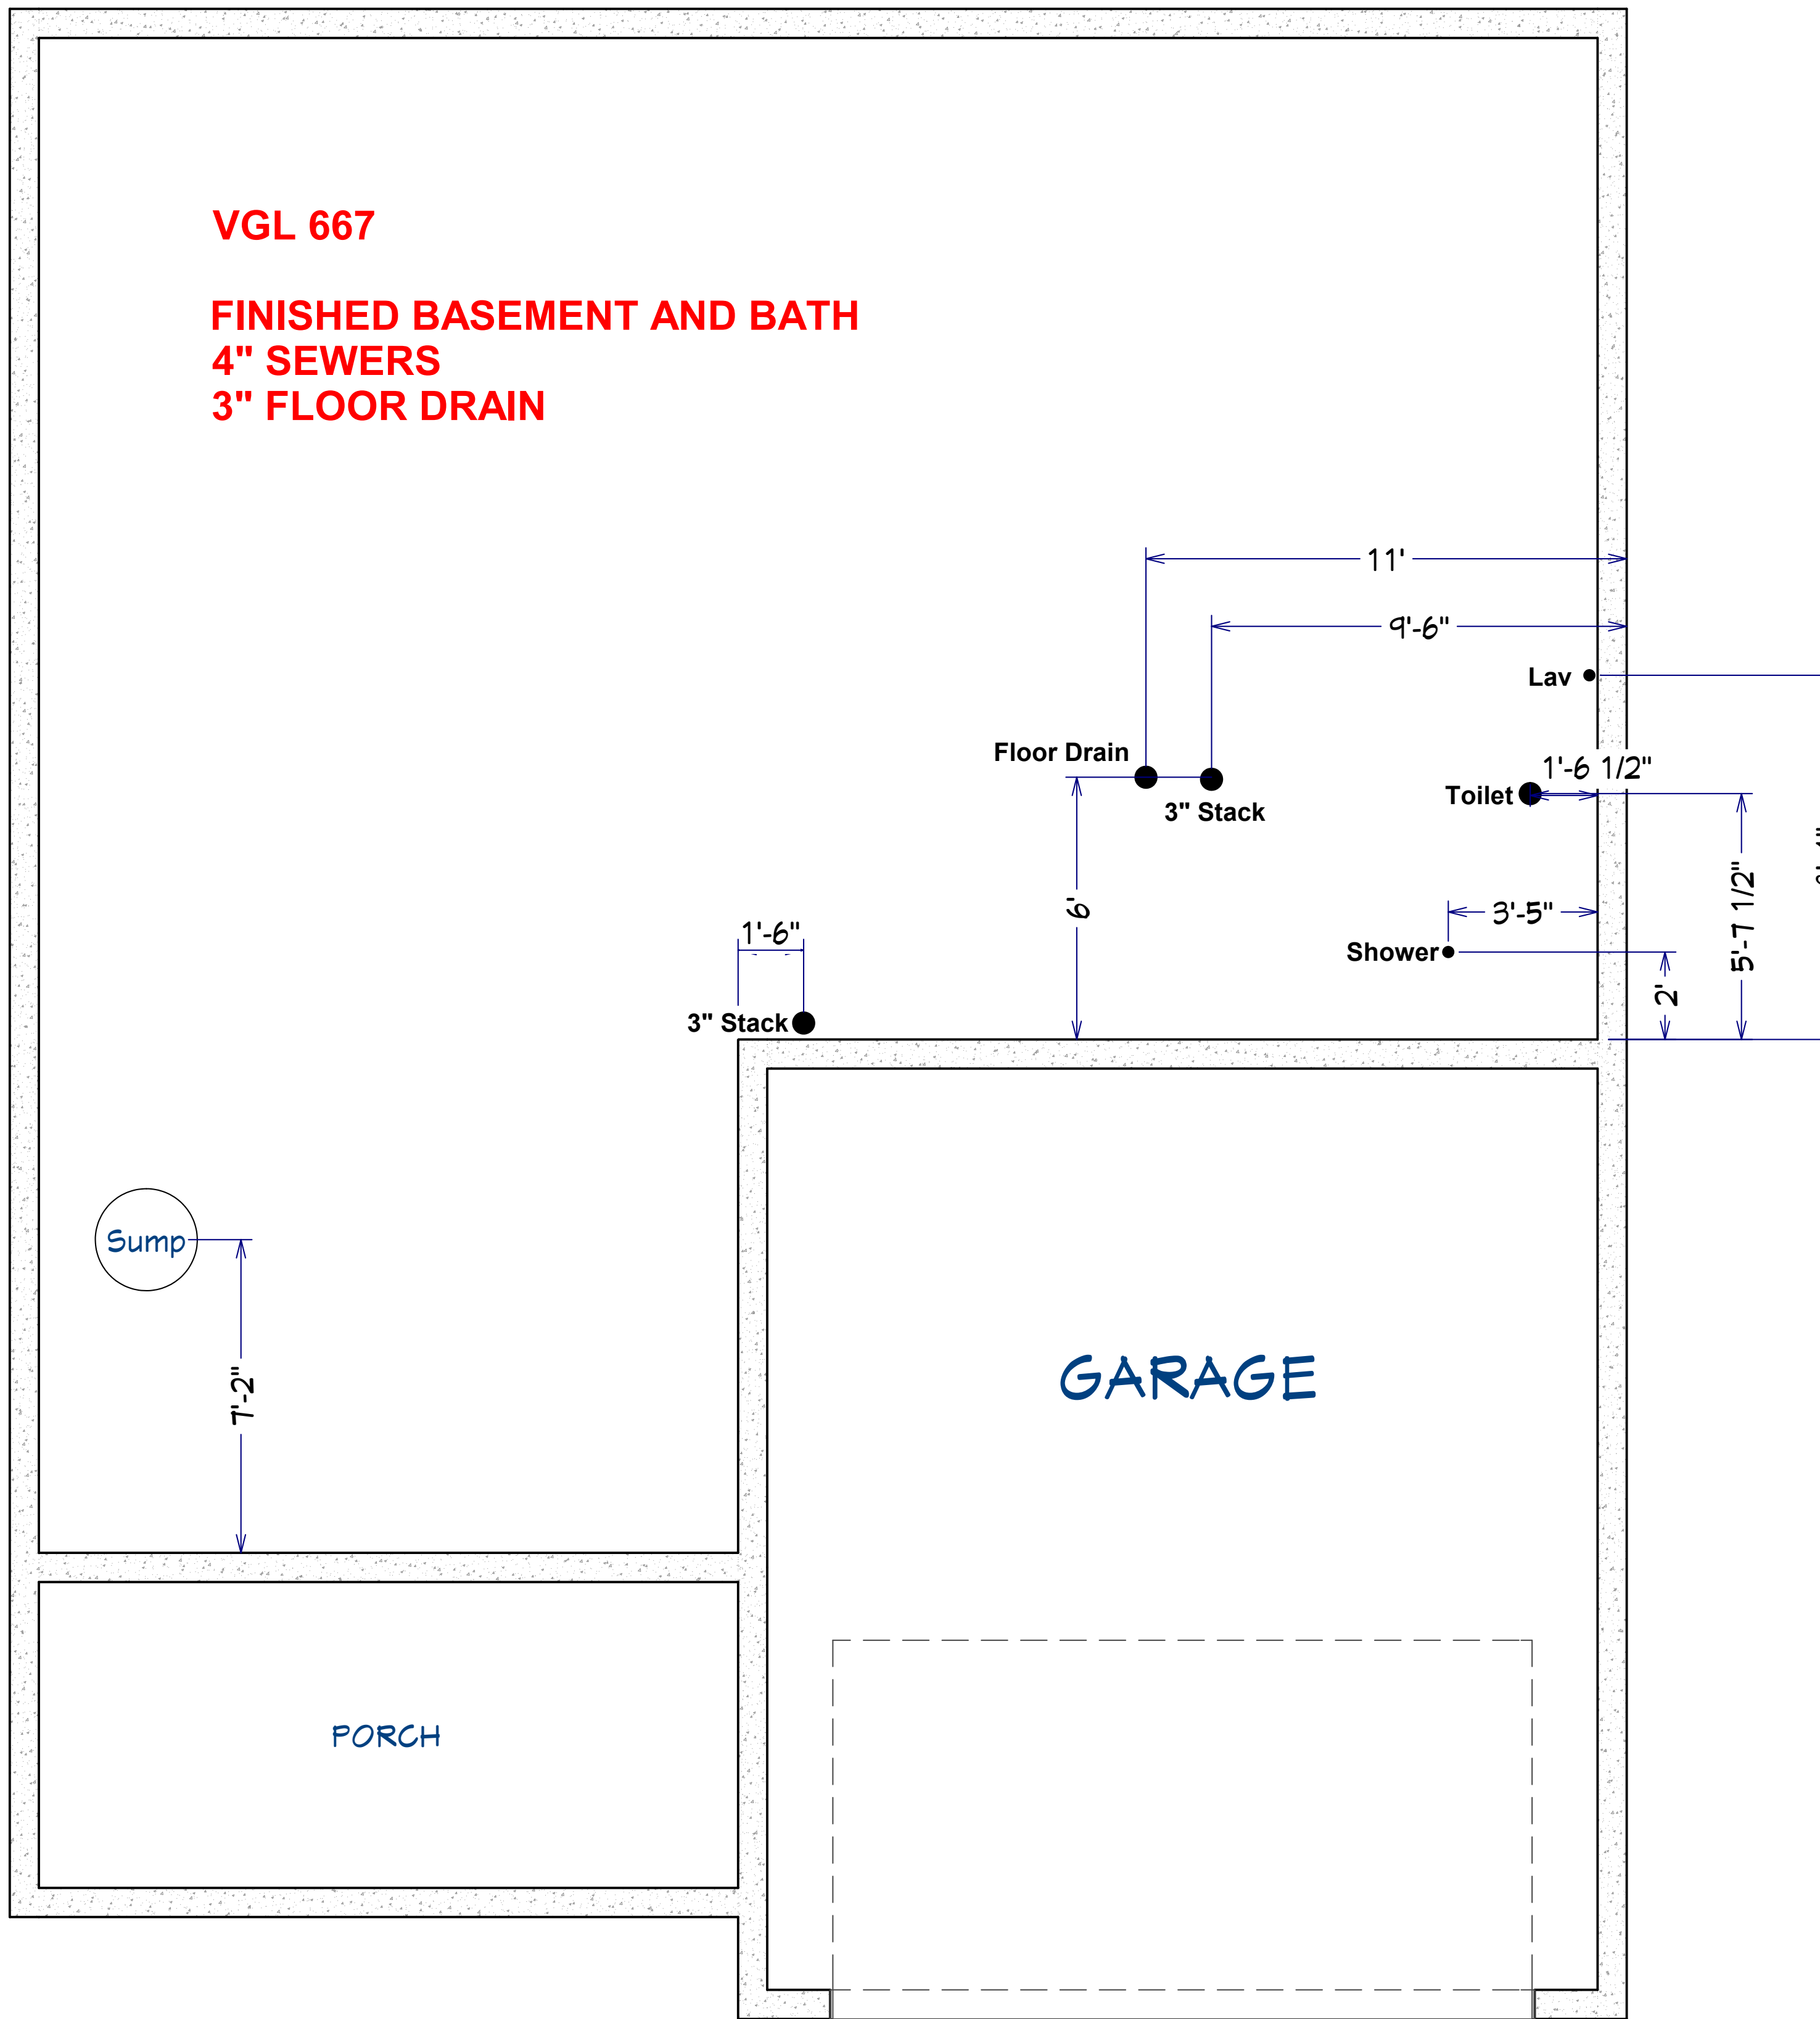 VGL 667
FINISHED BASEMENT AND BATH
4" SEWERS
3" FLOOR DRAIN
11'
9'-6"
Lav
Floor Drain
1'-6 1/2"
3" Stack
Toilet
5'-7 1/2"
6'
3'-5"
1'-6"
Shower
2'
3" Stack
Sump
7'-2"
GARAGE
PORCH